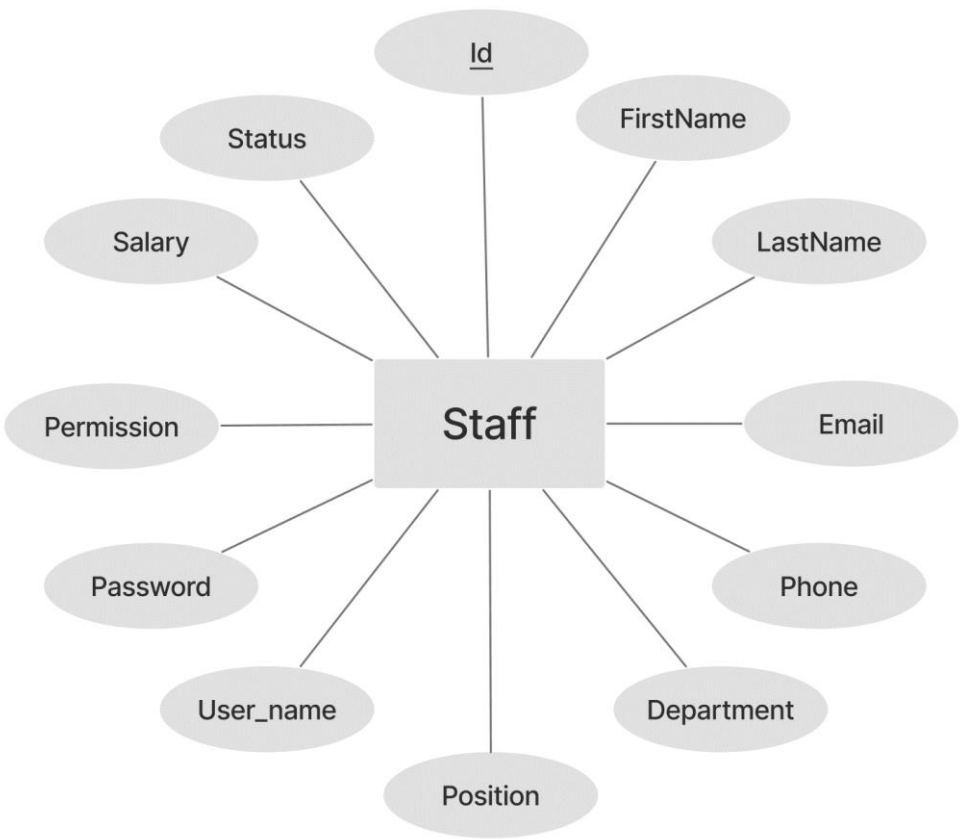 Id
FirstName
Status
LastName
Salary
Staff
Email
Permission
Password
Phone
User_name
Department
Position